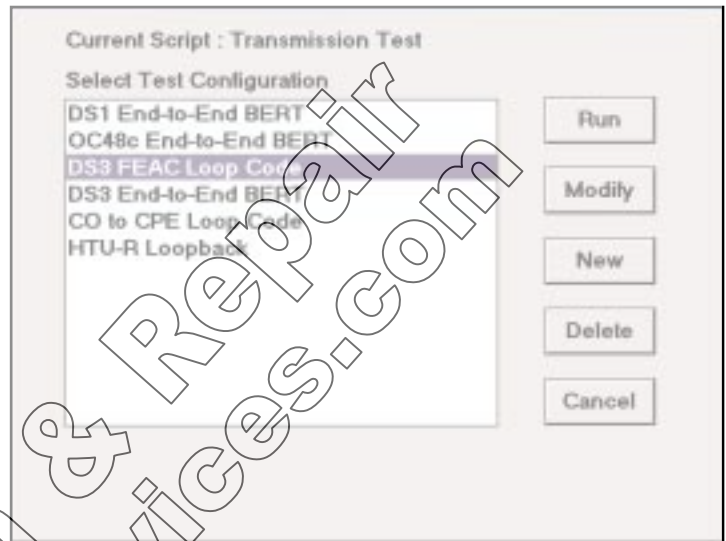 Current Script : Transmission Test
Select Test Configuration
DS1 End-to-End BERT
OC48c End-to-End BERT
DS3 FEAC Loop Code
DS3 End-to-End BERT
CO to CPE Loop Code
HTU-R Loopback
Run
Modify
New
Delete
Cancel
& Repair
vices.com